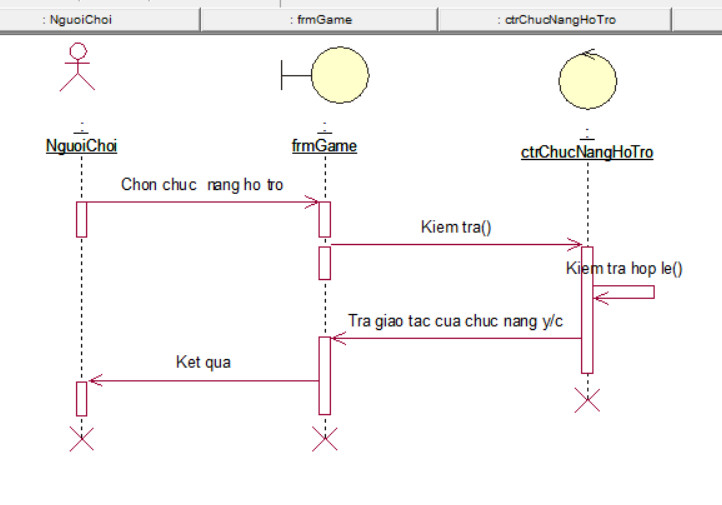 : NguoiChoi
: frmGame
: ctrChucNangHoTro
:
NguoiChoi
:
frmGame
:
ctrChucNangHoTro
Chon chuc nang ho tro
Kiem tra()
Kiem tra hop le()
Tra giao tac cua chuc nang y/c
Ket qua